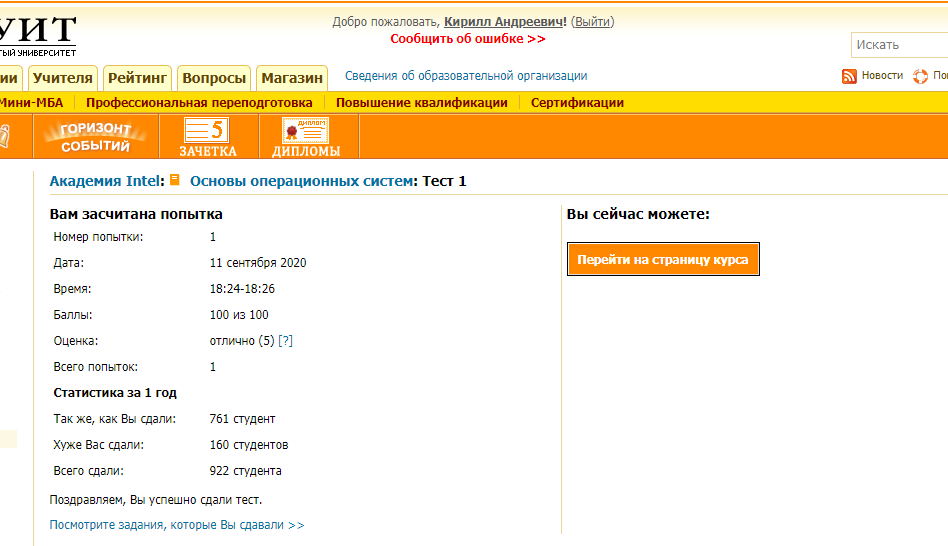 УИТ
Добро пожаловать, Кирилл Андреевич! (Выйти)
ТЫЙ УНИВЕРСИТЕТ
Сообщить об ошибке >>
Искать
ии Учителя Рейтинг Вопросы Магазин Сведения об образовательной организации Новости По
Мини-МБА Профессиональная переподготовка Повышение квалификации Сертификации
ГОРИЗОНТ СОБЫТИЙ
5
ЗАЧЕТКА
ДИПЛОМ
ДИПЛОМЫ
Академия Intel: Основы операционных систем: Тест 1
Вам засчитана попытка
Номер попытки: 1
Дата: 11 сентября 2020
Время: 18:24-18:26
Баллы: 100 из 100
Оценка: отлично (5) [?]
Всего попыток: 1
Статистика за 1 год
Так же, как Вы сдали: 761 студент
Хуже Вас сдали: 160 студентов
Всего сдали: 922 студента
Поздравляем, Вы успешно сдали тест.
Посмотрите задания, которые Вы сдавали >>
Вы сейчас можете:
Перейти на страницу курса